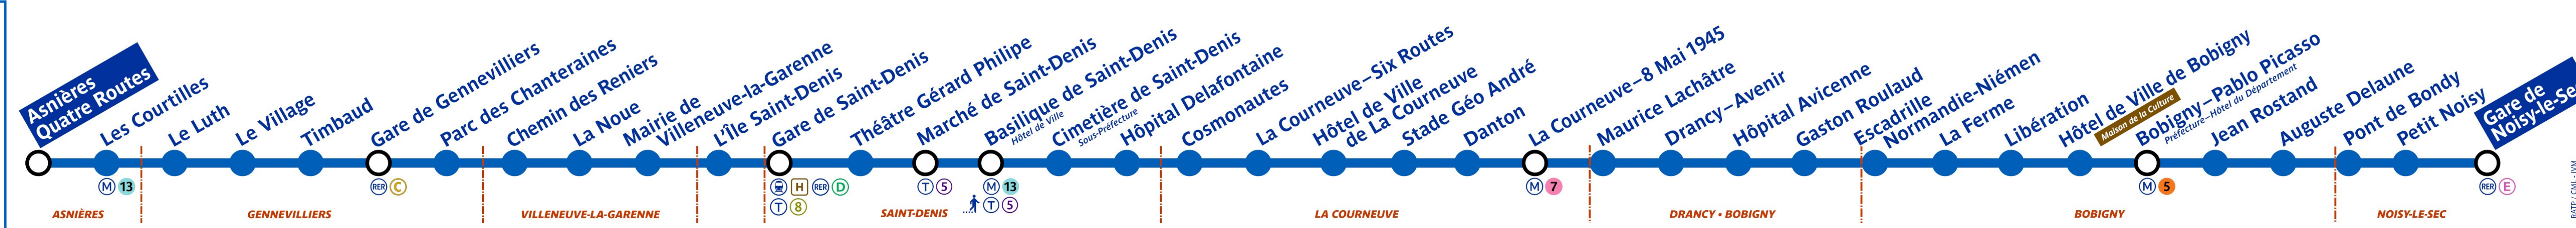 Asnières
Quatre Routes
Les Courtilles
Le Luth
Le Village
Timbaud
Gare de Gennevilliers
Parc des Chanteraines
Chemin des Reniers
La Noue
Mairie de
Villeneuve-la-Garenne
L'Île Saint-Denis
Gare de Saint-Denis
Théâtre Gérard Philipe
Marché de Saint-Denis
Basilique de Saint-Denis
Hôtel de Ville
Cimetière de Saint-Denis
Sous-Préfecture
Hôpital Delafontaine
Cosmonautes
La Courneuve–Six Routes
Hôtel de Ville
de La Courneuve
Stade Géo André
Danton
La Courneuve–8 Mai 1945
Maurice Lachâtre
Drancy–Avenir
Hôpital Avicenne
Gaston Roulaud
Escadrille
Normandie-Niémen
La Ferme
Libération
Hôtel de Ville de Bobigny
Maison de la Culture
Bobigny–Pablo Picasso
Préfecture–Hôtel du Département
Jean Rostand
Auguste Delaune
Pont de Bondy
Petit Noisy
Gare de
Noisy-le-Se
M 13
RER C
H RER D
T 8
T 5
M 13
T 5
M 7
M 5
RER E
ASNIÈRES
GENNEVILLIERS
VILLENEUVE-LA-GARENNE
SAINT-DENIS
LA COURNEUVE
DRANCY • BOBIGNY
BOBIGNY
NOISY-LE-SEC
RATP / CML - IVM